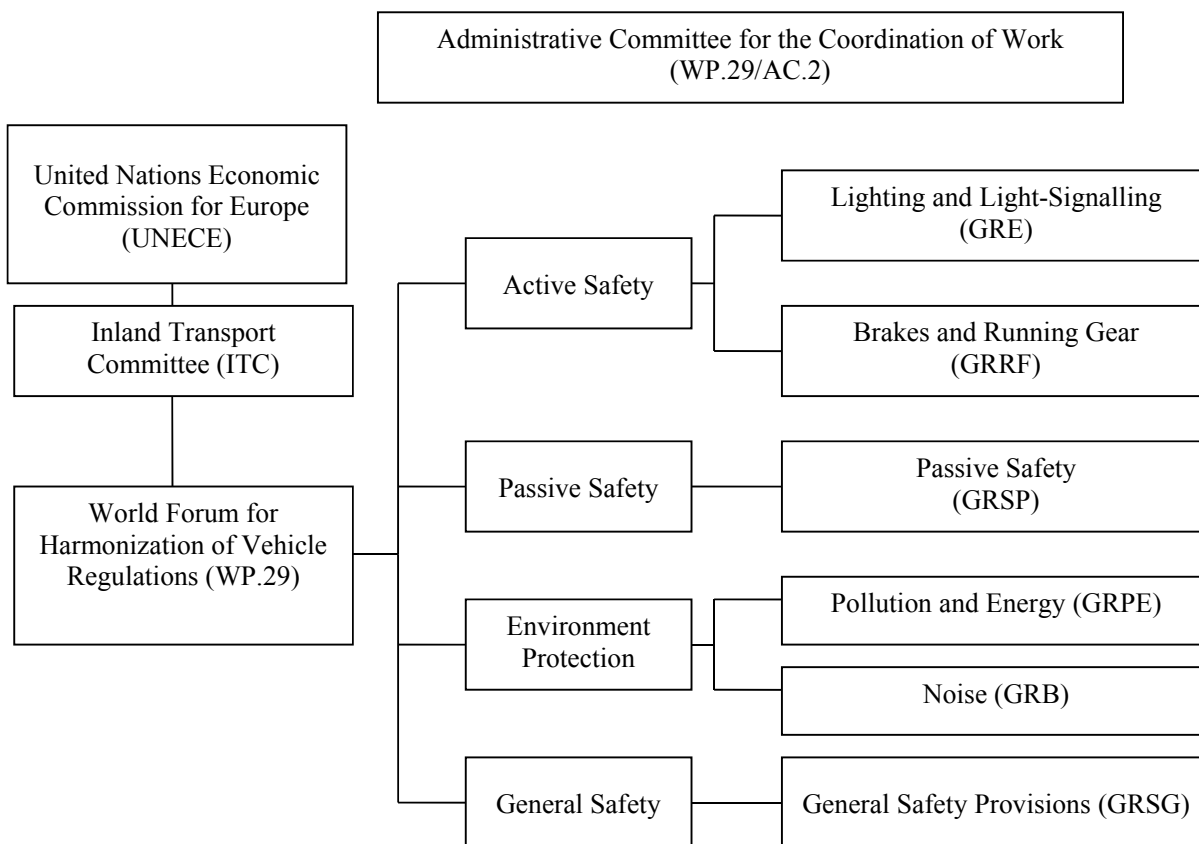 Administrative Committee for the Coordination of Work
(WP.29/AC.2)
United Nations Economic
Commission for Europe
(UNECE)
Inland Transport
Committee (ITC)
World Forum for
Harmonization of Vehicle
Regulations (WP.29)
Active Safety
Lighting and Light-Signalling
(GRE)
Brakes and Running Gear
(GRRF)
Passive Safety
Passive Safety
(GRSP)
Environment
Protection
Pollution and Energy (GRPE)
Noise (GRB)
General Safety
General Safety Provisions (GRSG)